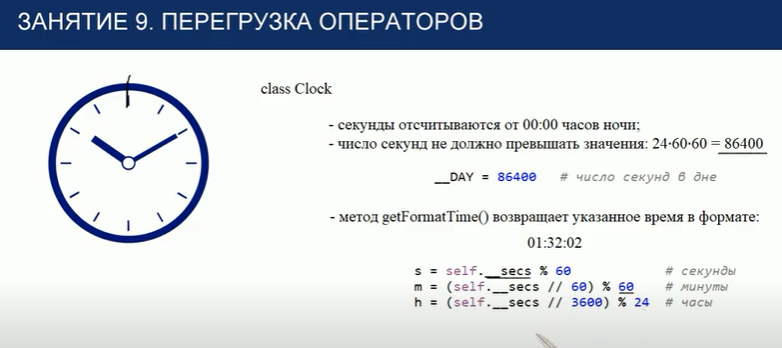 ЗАНЯТИЕ 9. ПЕРЕГРУЗКА ОПЕРАТОРОВ
class Clock
- секунды отсчитываются от 00:00 часов ночи;
- число секунд не должно превышать значения: 24·60·60 = 86400
__DAY = 86400 # число секунд в дне
- метод getFormatTime() возвращает указанное время в формате:
01:32:02
s = self.__secs % 60 # секунды
m = (self.__secs // 60) % 60 # минуты
h = (self.__secs // 3600) % 24 # часы